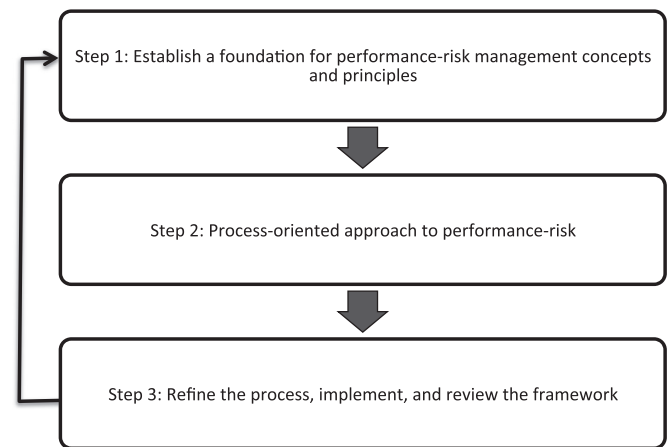 Step 1: Establish a foundation for performance-risk management concepts
and principles
Step 2: Process-oriented approach to performance-risk
Step 3: Refine the process, implement, and review the framework